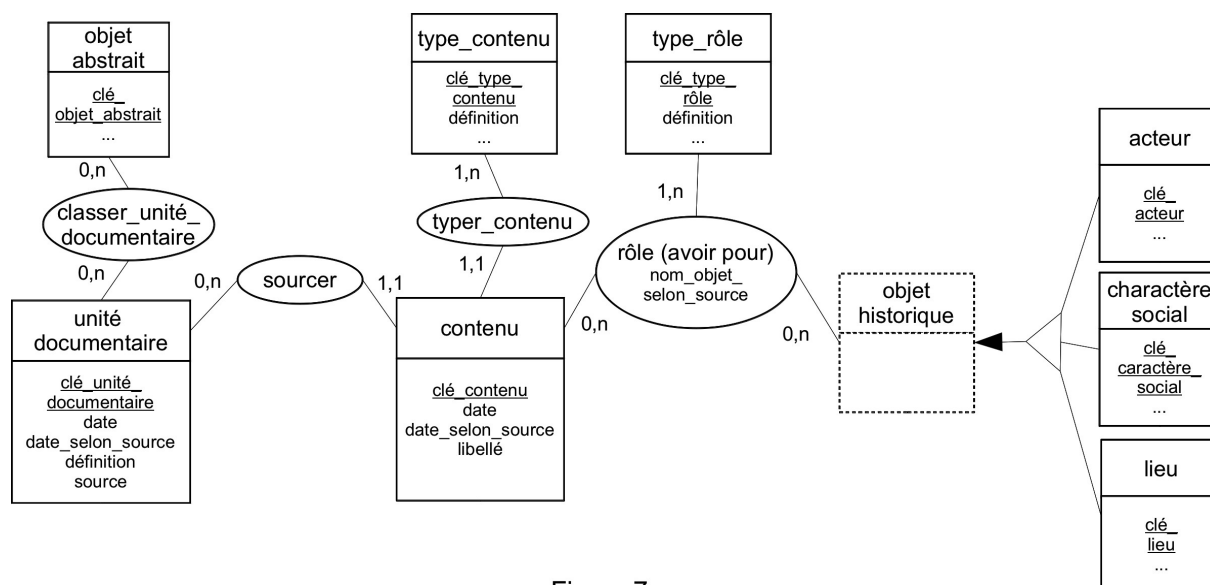 objet
abstrait
clé_
objet_abstrait
...
0,n
classer_unité_
documentaire
0,n
unité
documentaire
clé_unité_
documentaire
date
date_selon_source
définition
source
0,n
sourcer
1,1
type_contenu
clé_type_
contenu
définition
...
1,n
typer_contenu
1,1
contenu
clé_contenu
date
date_selon_source
libellé
type_rôle
clé_type_
rôle
définition
...
1,n
rôle (avoir pour)
nom_objet_
selon_source
0,n
0,n
objet
historique
acteur
clé_
acteur
...
charactère
social
clé_
caractère_
social
...
lieu
clé_
lieu
...
Figure 7